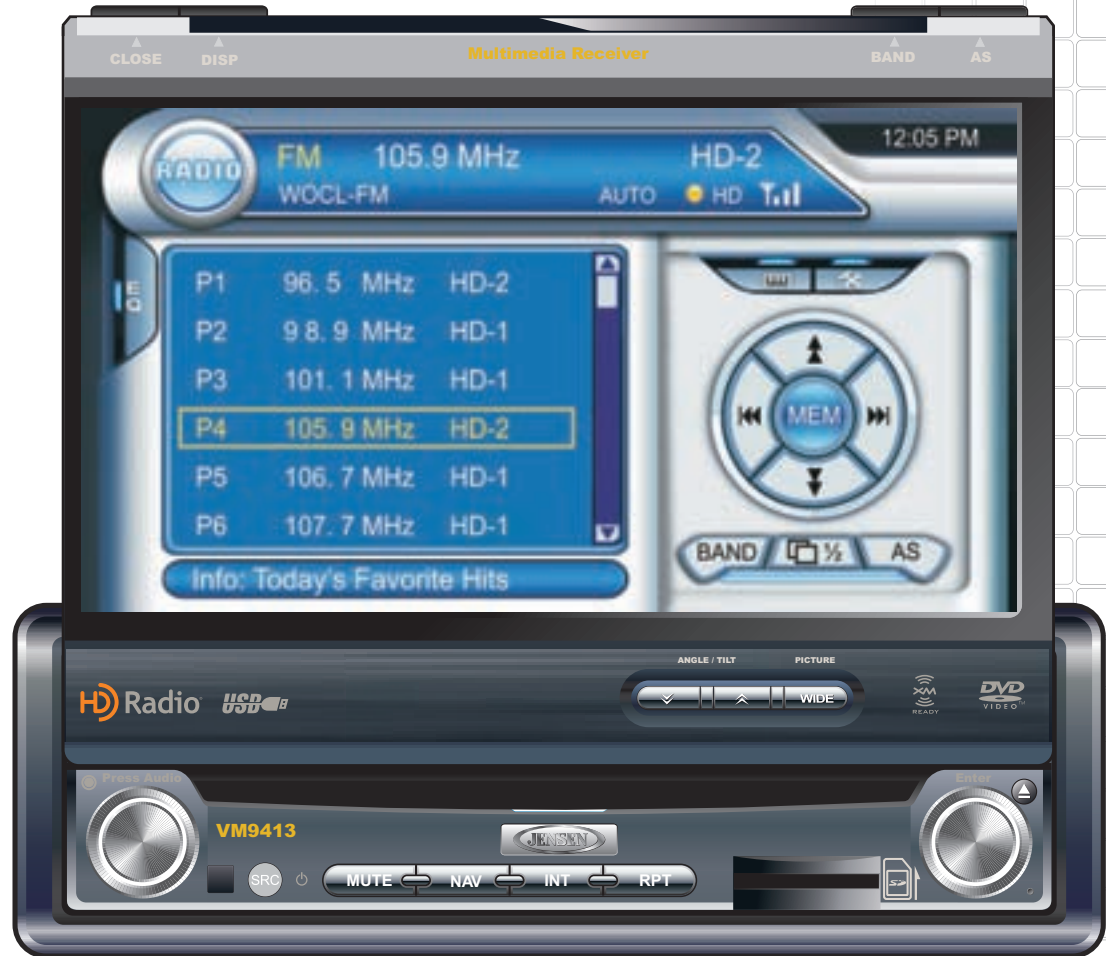 CLOSE DISP Multimedia Receiver BAND AS
12:05 PM
RADIO FM 105.9 MHz HD-2
WOCL-FM AUTO HD
EQ
P1 96.5 MHz HD-2
P2 98.9 MHz HD-1
P3 101.1 MHz HD-1
P4 105.9 MHz HD-2
P5 106.7 MHz HD-1
P6 107.7 MHz HD-1
Info: Today's Favorite Hits
MEM
BAND ½ AS
ANGLE / TILT PICTURE
WIDE
HD Radio USB
XM
READY
DVD
VIDEO™
Press Audio Enter
VM9413
JENSEN
SRC MUTE NAV INT RPT
SD